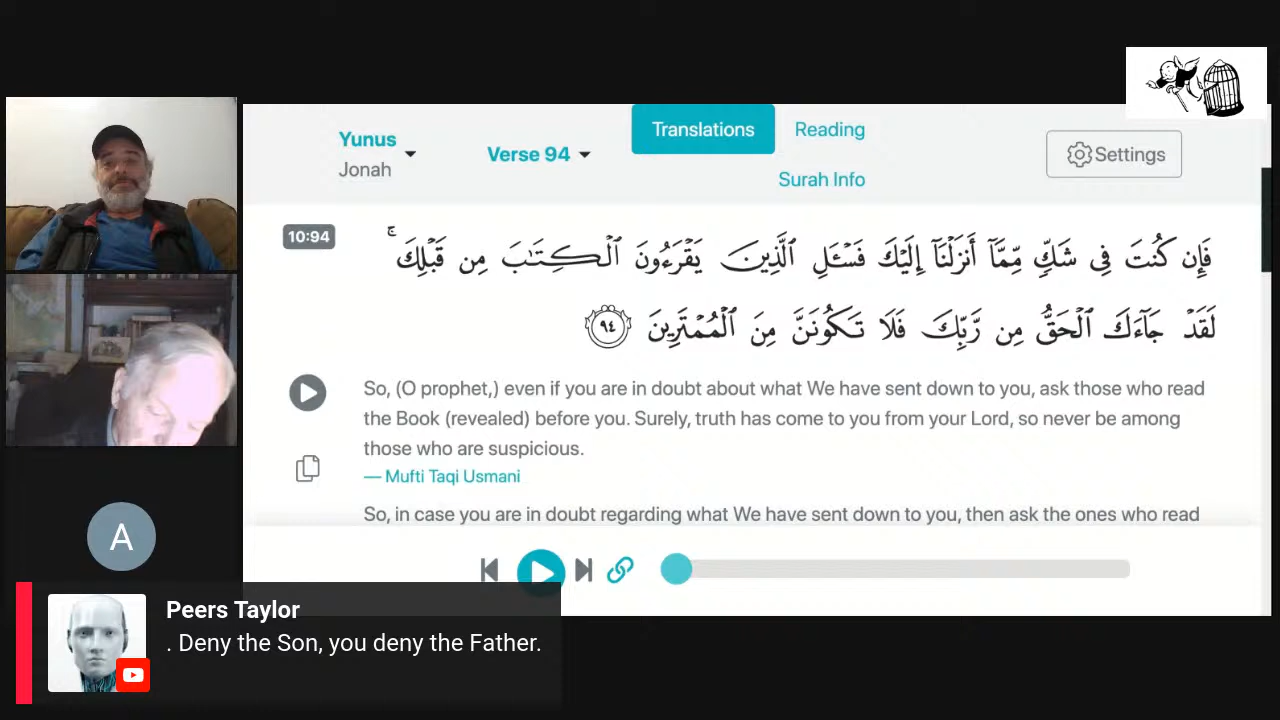 Yunus
Jonah
Verse 94
Translations
Reading
Surah Info
Settings
10:94
فَإِن كُنتَ فِى شَكٍّ مِّمَّآ أَنزَلْنَآ إِلَيْكَ فَسْـَٔلِ ٱلَّذِينَ يَقْرَءُونَ ٱلْكِتَـٰبَ مِن قَبْلِكَ ۚ
لَقَدْ جَآءَكَ ٱلْحَقُّ مِن رَّبِّكَ فَلَا تَكُونَنَّ مِنَ ٱلْمُمْتَرِينَ ٩٤
So, (O prophet,) even if you are in doubt about what We have sent down to you, ask those who read
the Book (revealed) before you. Surely, truth has come to you from your Lord, so never be among
those who are suspicious.
— Mufti Taqi Usmani
So, in case you are in doubt regarding what We have sent down to you, then ask the ones who read
A
Peers Taylor
. Deny the Son, you deny the Father.